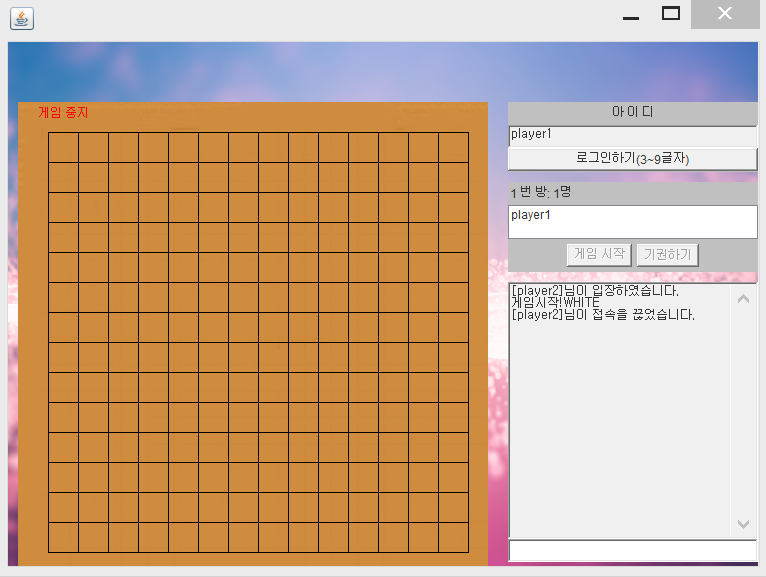 게임 중지
아 이 디
player1
로그인하기(3~9글자)
1 번 방: 1명
player1
게임 시작
기권하기
[player2]님이 입장하였습니다.
게임시작!WHITE
[player2]님이 접속을 끊었습니다.